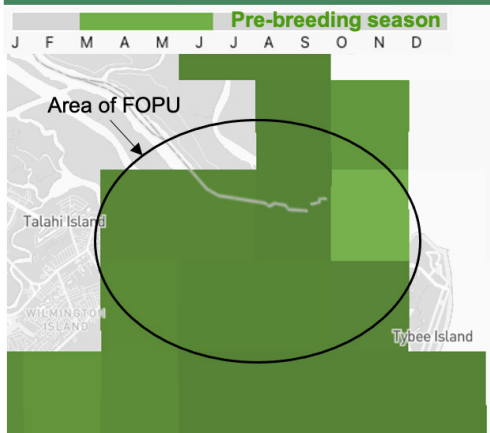 Pre-breeding season
J F M A M J J A S O N D
Area of FOPU
Talahi Island
WILMINGTON
ISLAND
Tybee Island